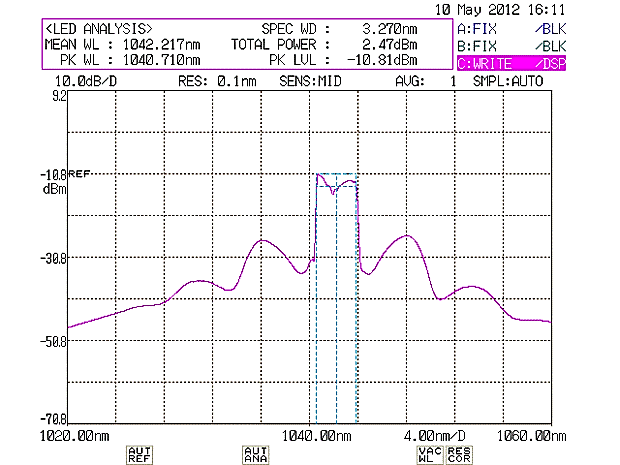 10 May 2012 16:11
<LED ANALYSIS> SPEC WD : 3.270nm
MEAN WL : 1042.217nm TOTAL POWER : 2.47dBm
PK WL : 1040.710nm PK LVL : -10.81dBm
A:FIX /BLK
B:FIX /BLK
C:WRITE /DSP
10.0dB/D RES: 0.1nm SENS:MID AVG: 1 SMPL:AUTO
9.2
-10.8 REF
dBm
-30.8
-50.8
-70.8
1020.00nm 1040.00nm 4.00nm/D 1060.00nm
AUT REF
AUT ANA
VAC WL
RES COR